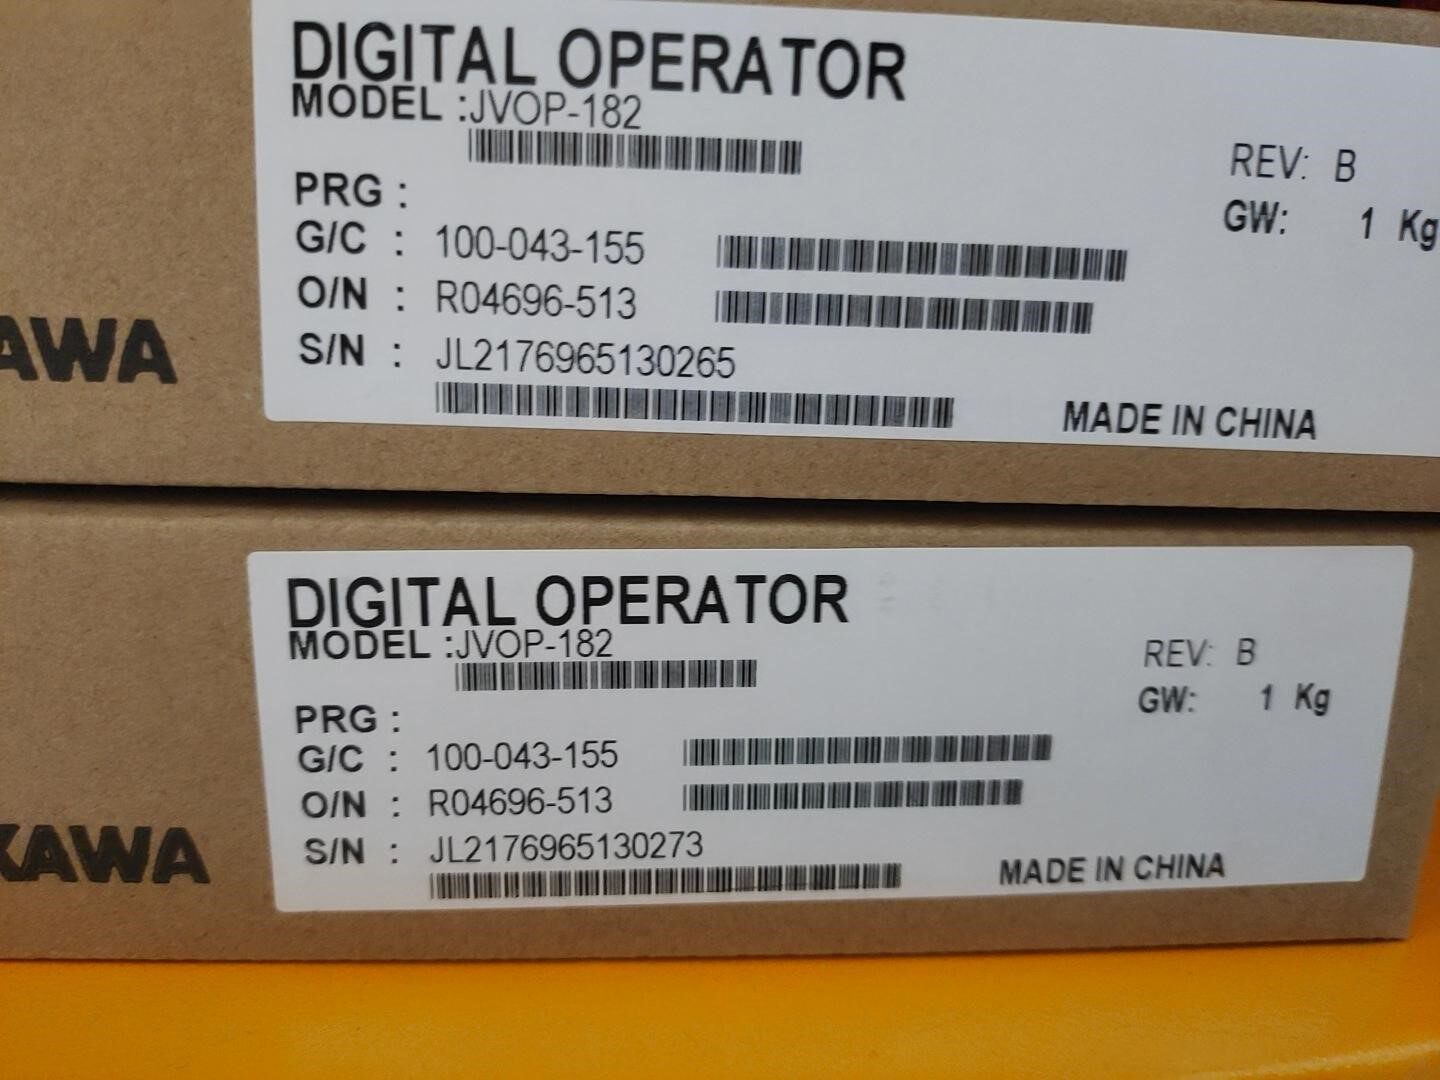 DIGITAL OPERATOR
MODEL :JVOP-182
REV: B
PRG :
GW: 1 Kg
G/C : 100-043-155
O/N : R04696-513
S/N : JL2176965130265
MADE IN CHINA
AWA
DIGITAL OPERATOR
MODEL :JVOP-182
REV: B
GW: 1 Kg
PRG :
G/C : 100-043-155
O/N : R04696-513
S/N : JL2176965130273
MADE IN CHINA
KAWA